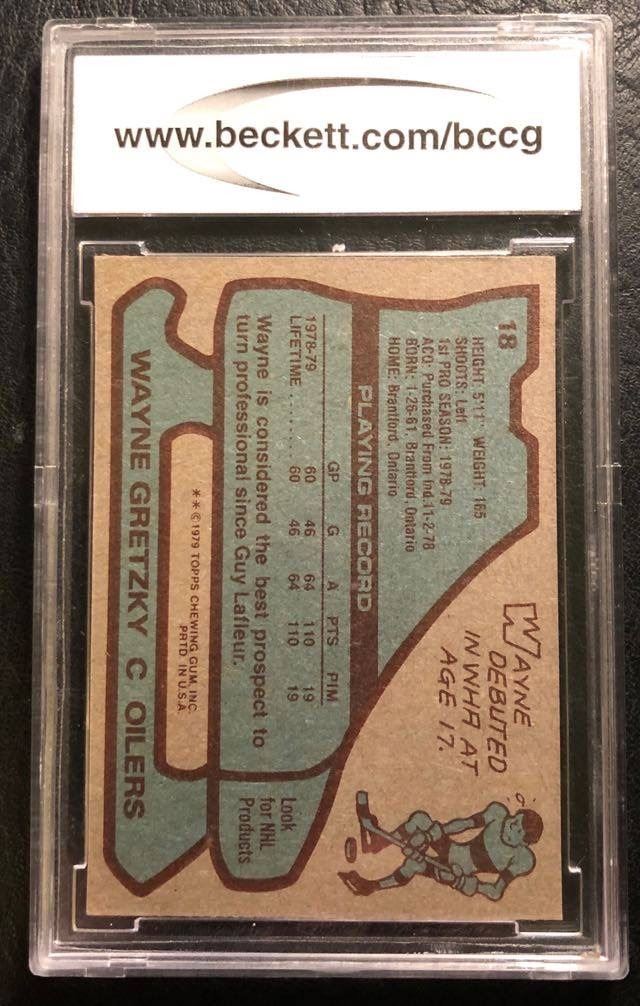 www.beckett.com/bccg
18
HEIGHT: 5'11" WEIGHT: 165
SHOOTS: Left
1st PRO SEASON: 1978-79
ACQ: Purchased From Ind. 11-2-78
BORN: 1-26-61, Brantford, Ontario
HOME: Brantford, Ontario
WAYNE
DEBUTED
IN WHA AT
AGE 17.
PLAYING RECORD
GP G A PTS PIM
1978-79 60 46 64 110 19
LIFETIME ........ 60 46 64 110 19
Wayne is considered the best prospect to
turn professional since Guy Lafleur.
Look
for NHL
Products
**©1979 TOPPS CHEWING GUM, INC.
PRTD. IN U.S.A.
WAYNE GRETZKY C OILERS